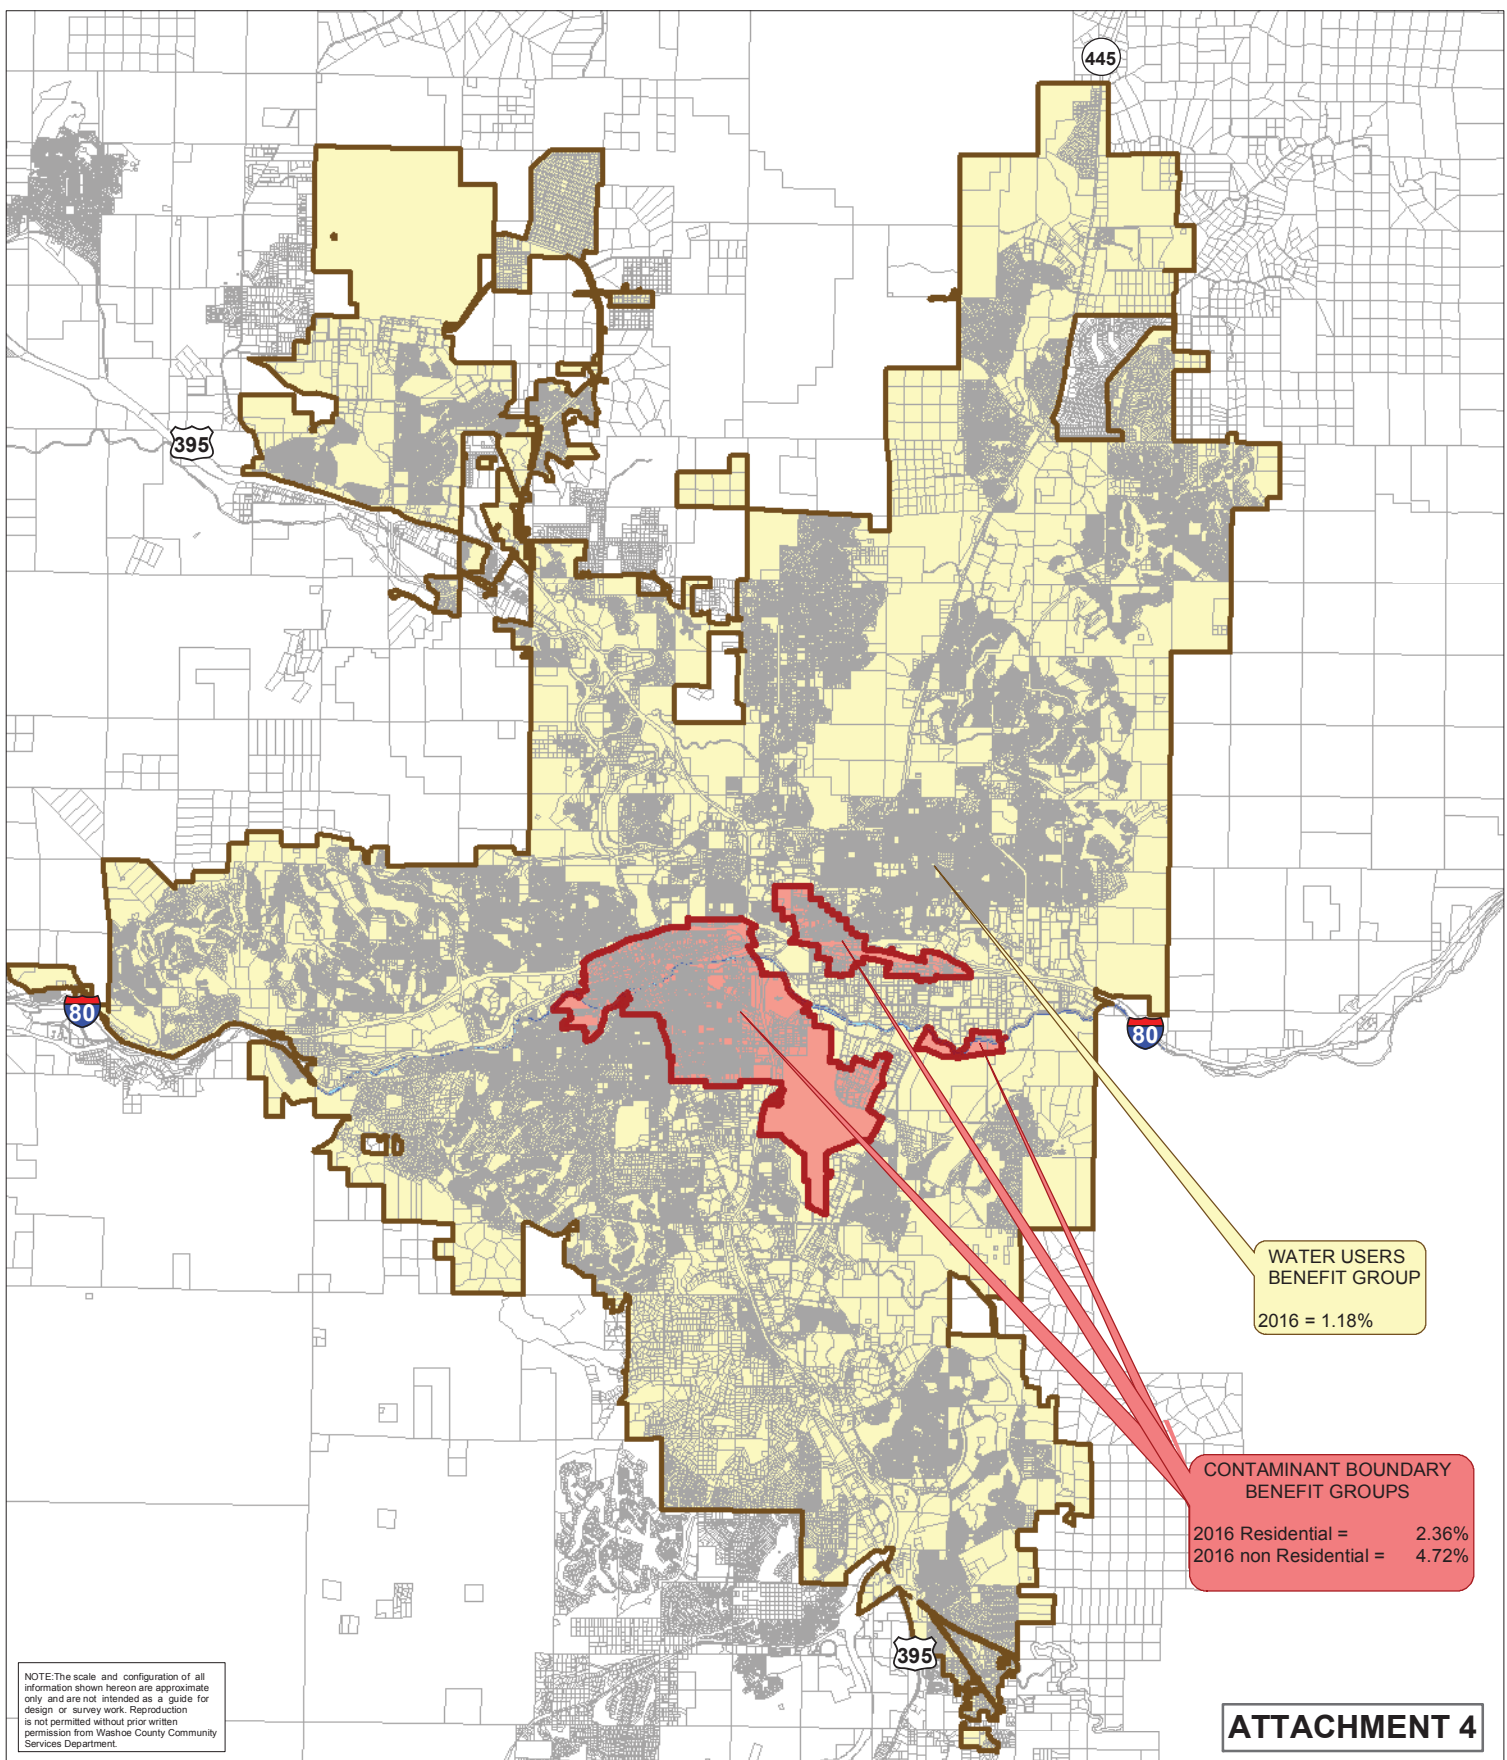 445
395
80
80
WATER USERS
BENEFIT GROUP
2016 = 1.18%
CONTAMINANT BOUNDARY
BENEFIT GROUPS
2016 Residential = 2.36%
2016 non Residential = 4.72%
395
NOTE:The scale and configuration of all
information shown hereon are approximate
only and are not intended as a guide for
design or survey work. Reproduction
is not permitted without prior written
permission from Washoe County Community
Services Department.
ATTACHMENT 4